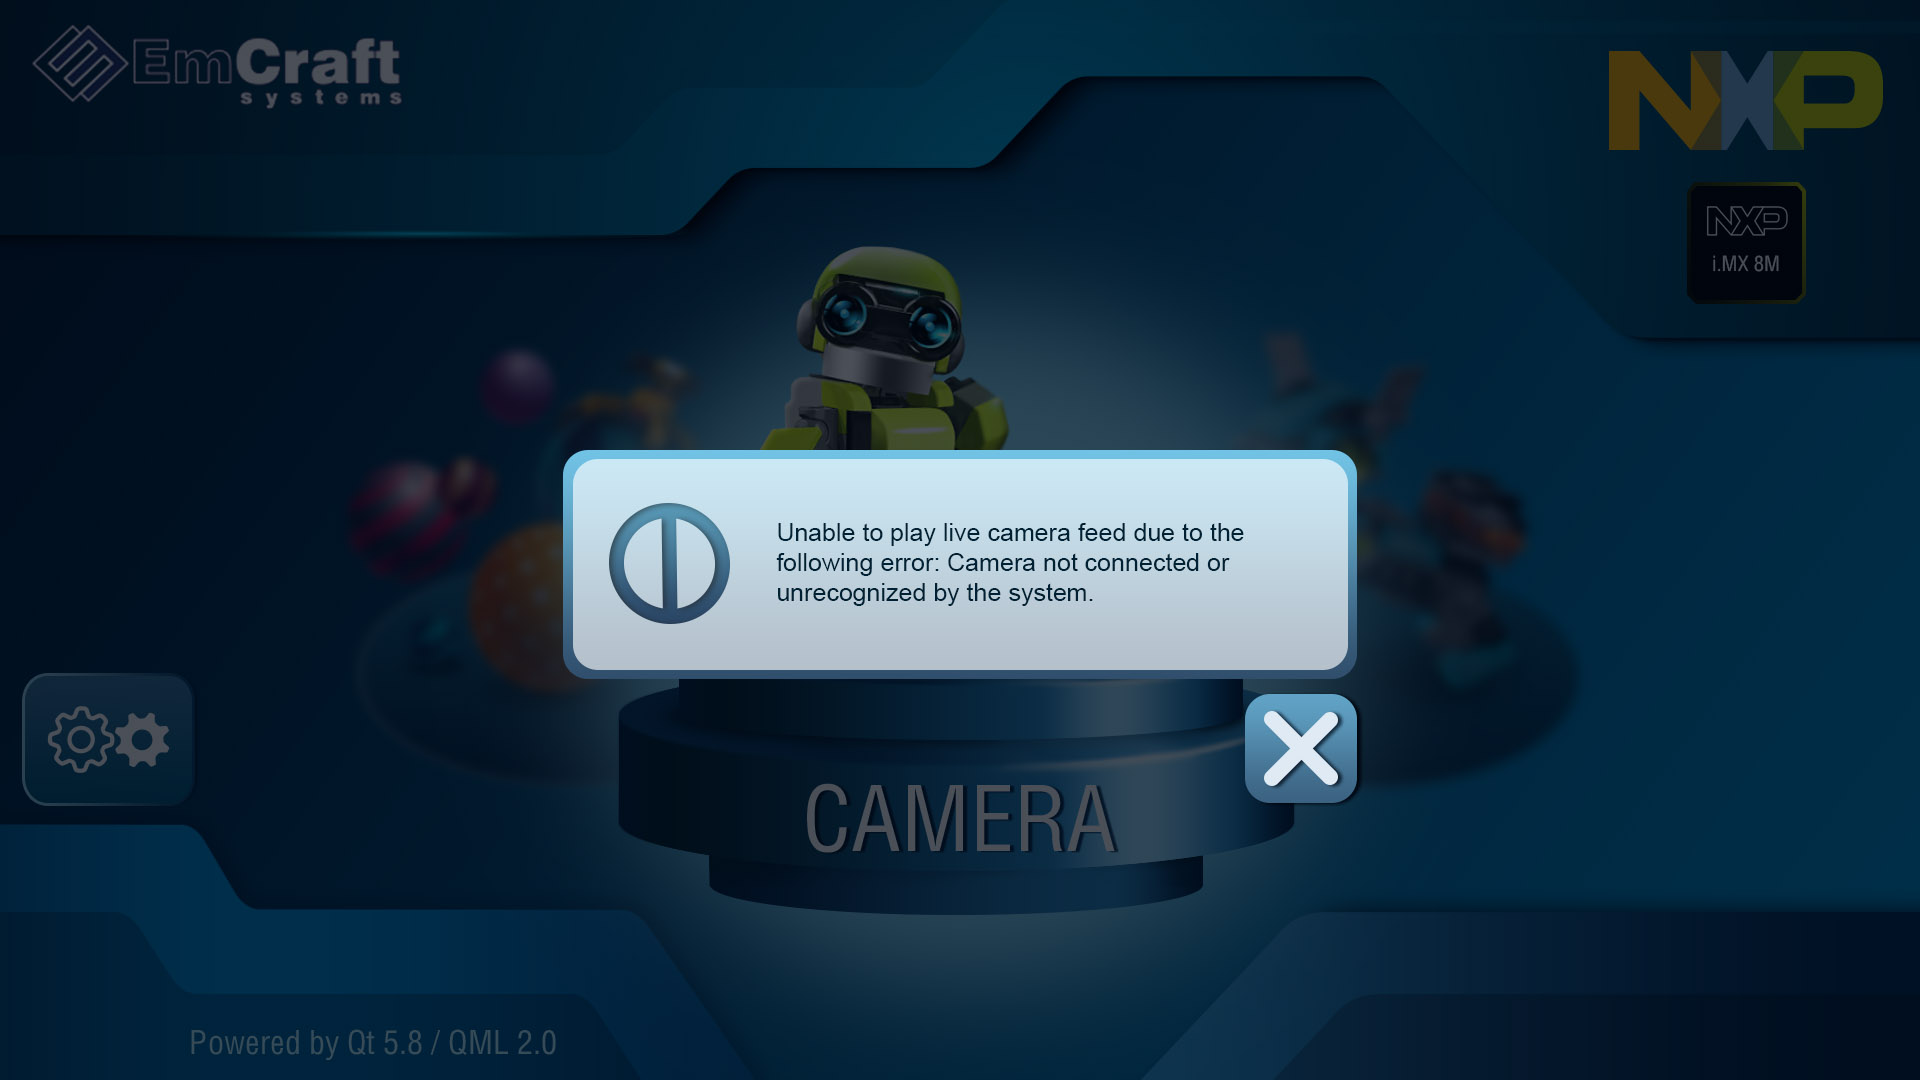 EmCraft
systems
NXP
NXP
i.MX 8M
Unable to play live camera feed due to the
following error: Camera not connected or
unrecognized by the system.
CAMERA
Powered by Qt 5.8 / QML 2.0